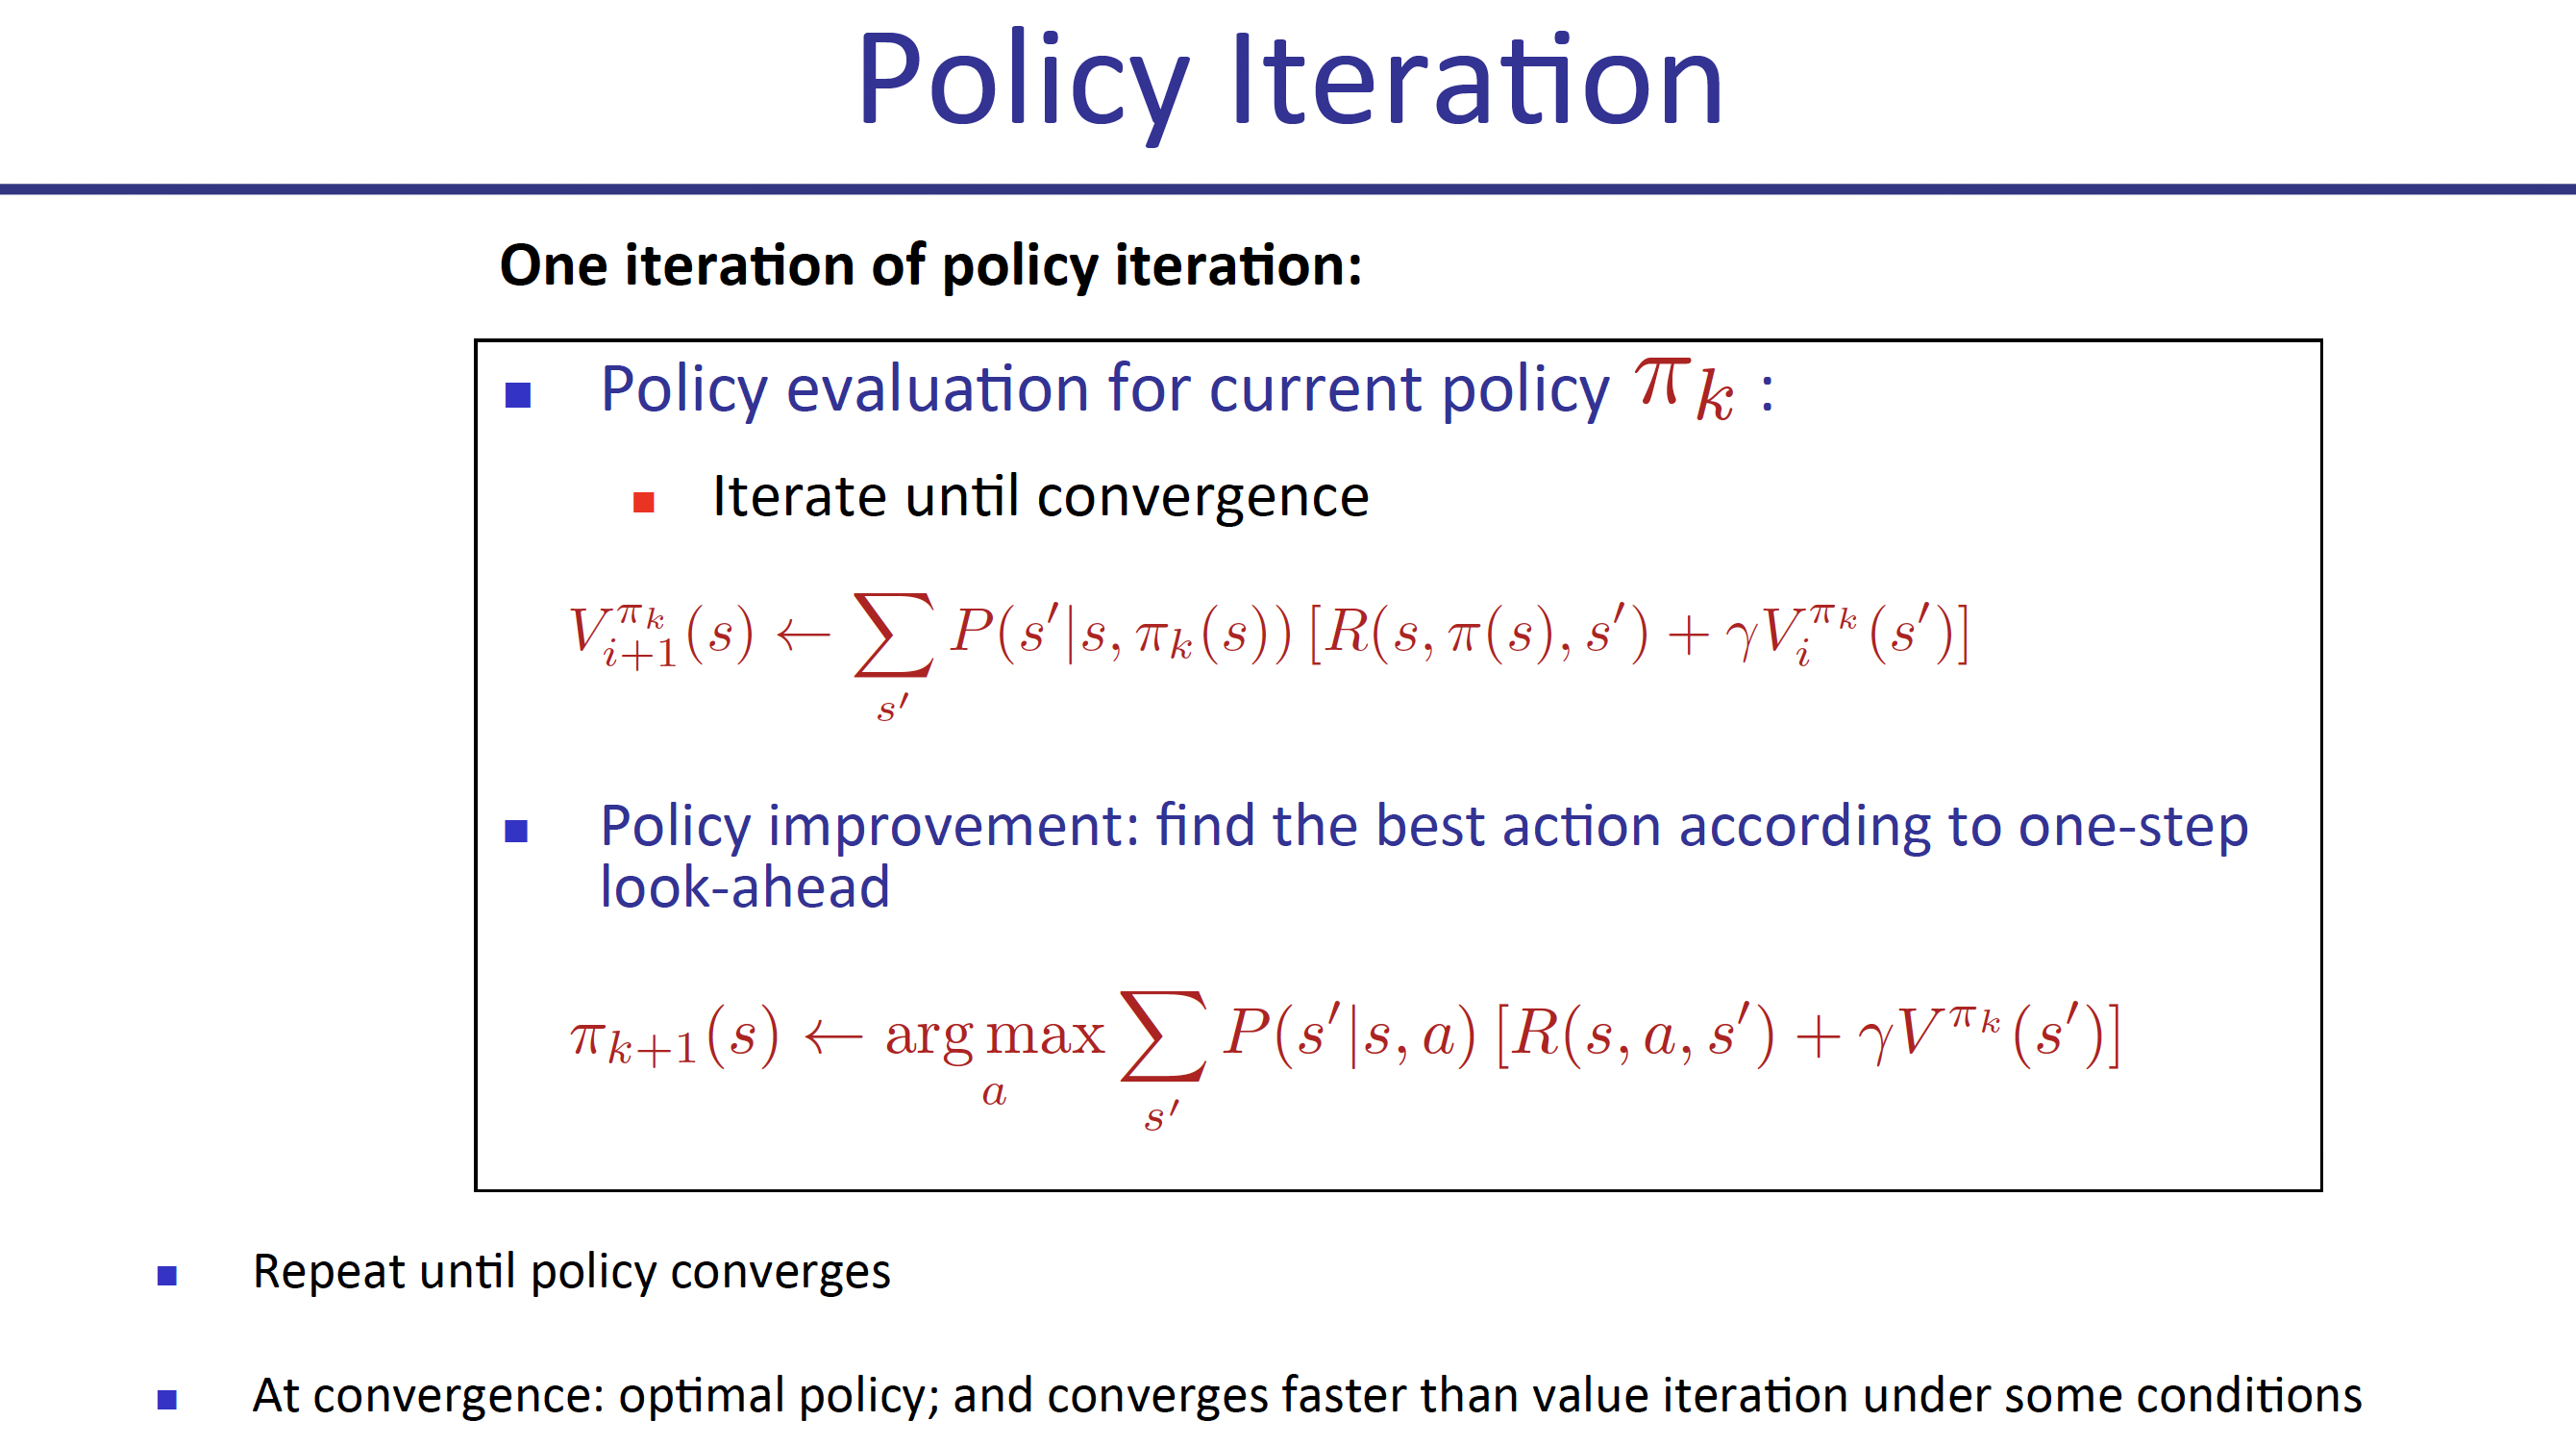 Policy Iteration
One iteration of policy iteration:
■ Policy evaluation for current policy $\pi_k$ :
■ Iterate until convergence
$V_{i+1}^{\pi_k}(s) \leftarrow \sum_{s'} P(s'|s, \pi_k(s)) [R(s, \pi(s), s') + \gamma V_i^{\pi_k}(s')]$
■ Policy improvement: find the best action according to one-step
look-ahead
$\pi_{k+1}(s) \leftarrow \arg\max_a \sum_{s'} P(s'|s, a) [R(s, a, s') + \gamma V^{\pi_k}(s')]$
■ Repeat until policy converges
■ At convergence: optimal policy; and converges faster than value iteration under some conditions